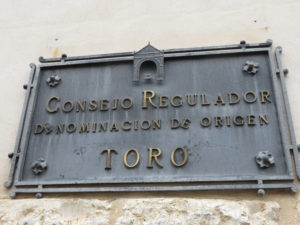 CONSEJO REGULADOR
DENOMINACION DE ORIGEN
TORO